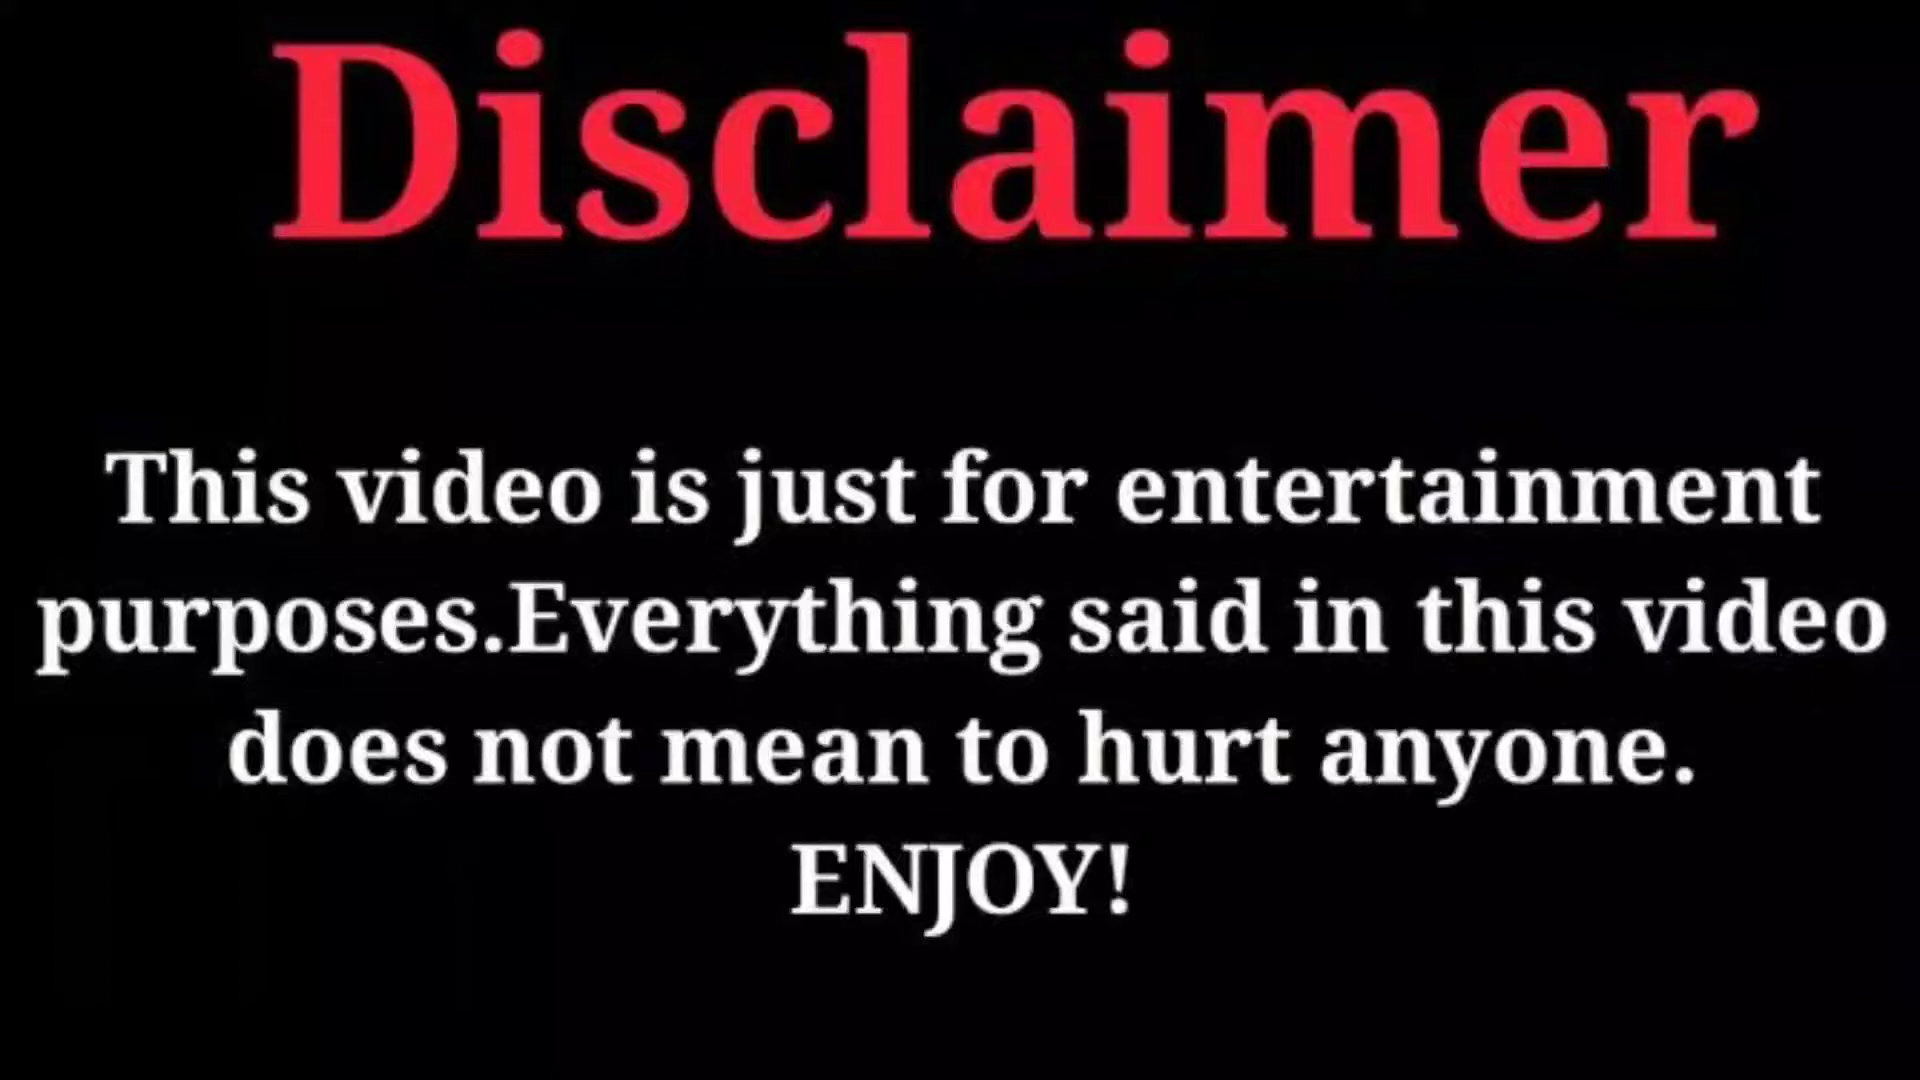 Disclaimer
This video is just for entertainment
purposes.Everything said in this video
does not mean to hurt anyone.
ENJOY!